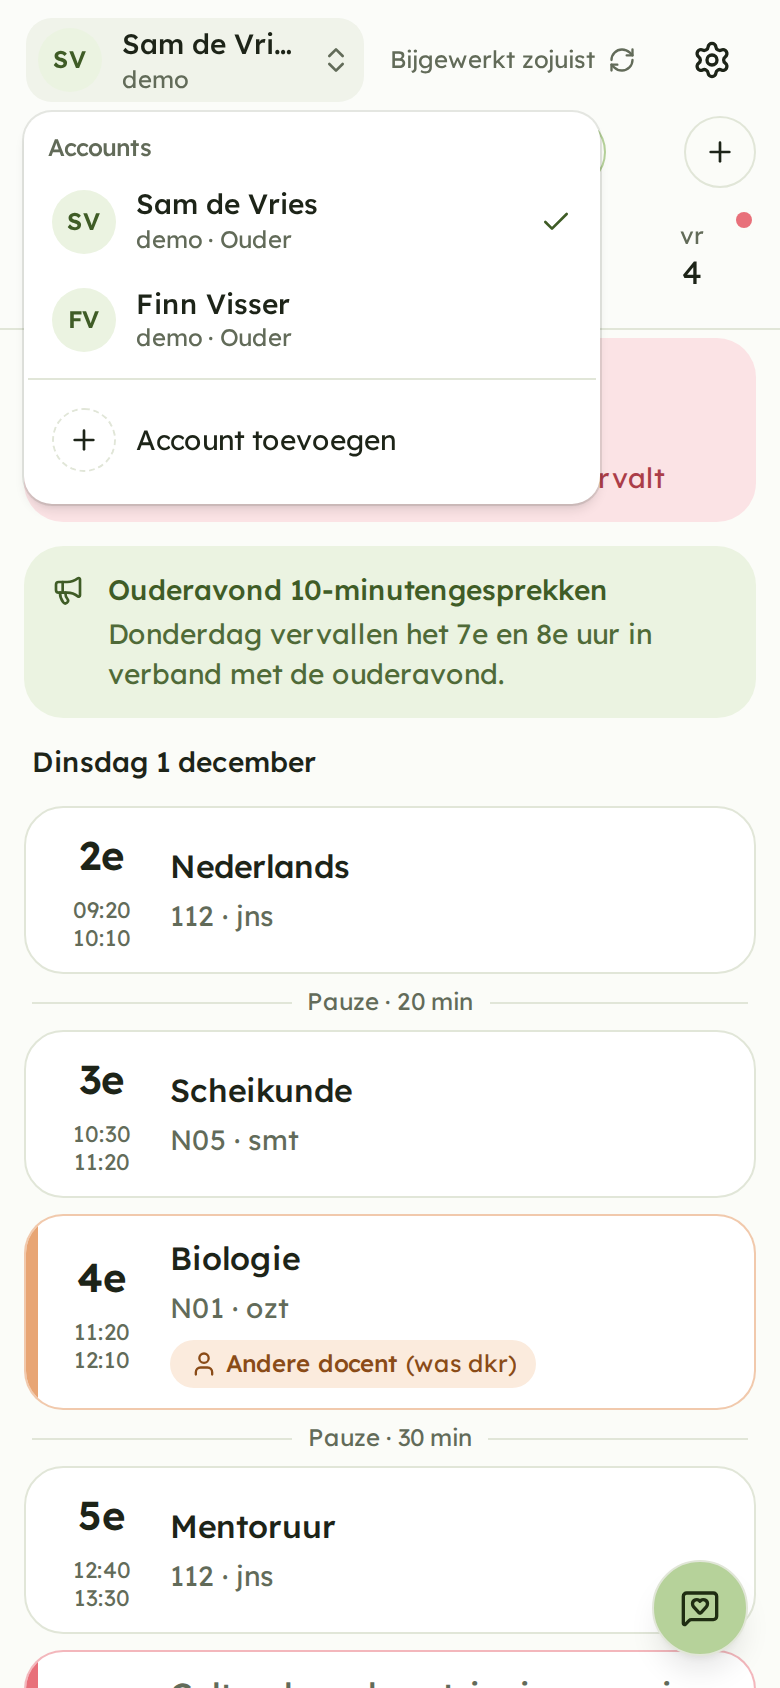 SV
Sam de Vri...
demo
Bijgewerkt zojuist
Accounts
SV
Sam de Vries
demo · Ouder
FV
Finn Visser
demo · Ouder
Account toevoegen
vr
4
rvalt
Ouderavond 10-minutengesprekken
Donderdag vervallen het 7e en 8e uur in
verband met de ouderavond.
Dinsdag 1 december
2e
09:20
10:10
Nederlands
112 · jns
Pauze · 20 min
3e
10:30
11:20
Scheikunde
N05 · smt
4e
11:20
12:10
Biologie
N01 · ozt
Andere docent (was dkr)
Pauze · 30 min
5e
12:40
13:30
Mentoruur
112 · jns